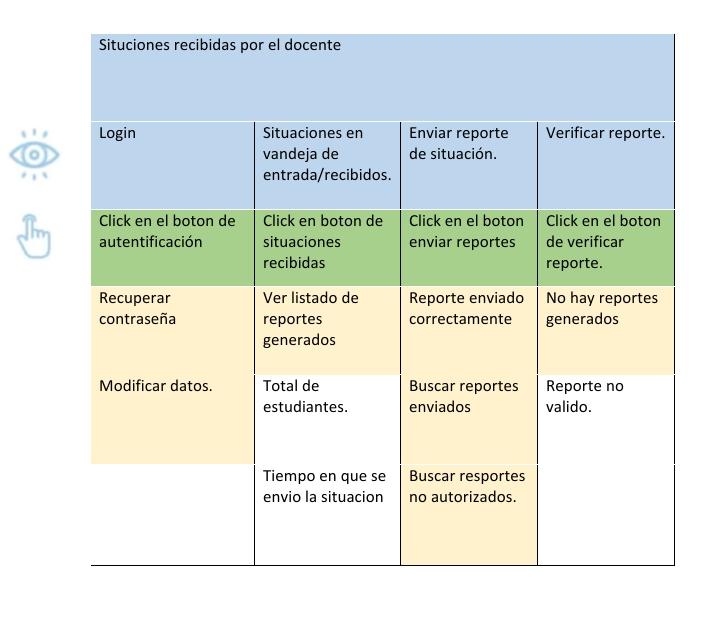 Situciones recibidas por el docente
Login
Situaciones en
vandeja de
entrada/recibidos.
Enviar reporte
de situación.
Verificar reporte.
Click en el boton de
autentificación
Click en boton de
situaciones
recibidas
Click en el boton
enviar reportes
Click en el boton
de verificar
reporte.
Recuperar
contraseña
Ver listado de
reportes
generados
Reporte enviado
correctamente
No hay reportes
generados
Modificar datos.
Total de
estudiantes.
Buscar reportes
enviados
Reporte no
valido.
Tiempo en que se
envio la situacion
Buscar resportes
no autorizados.